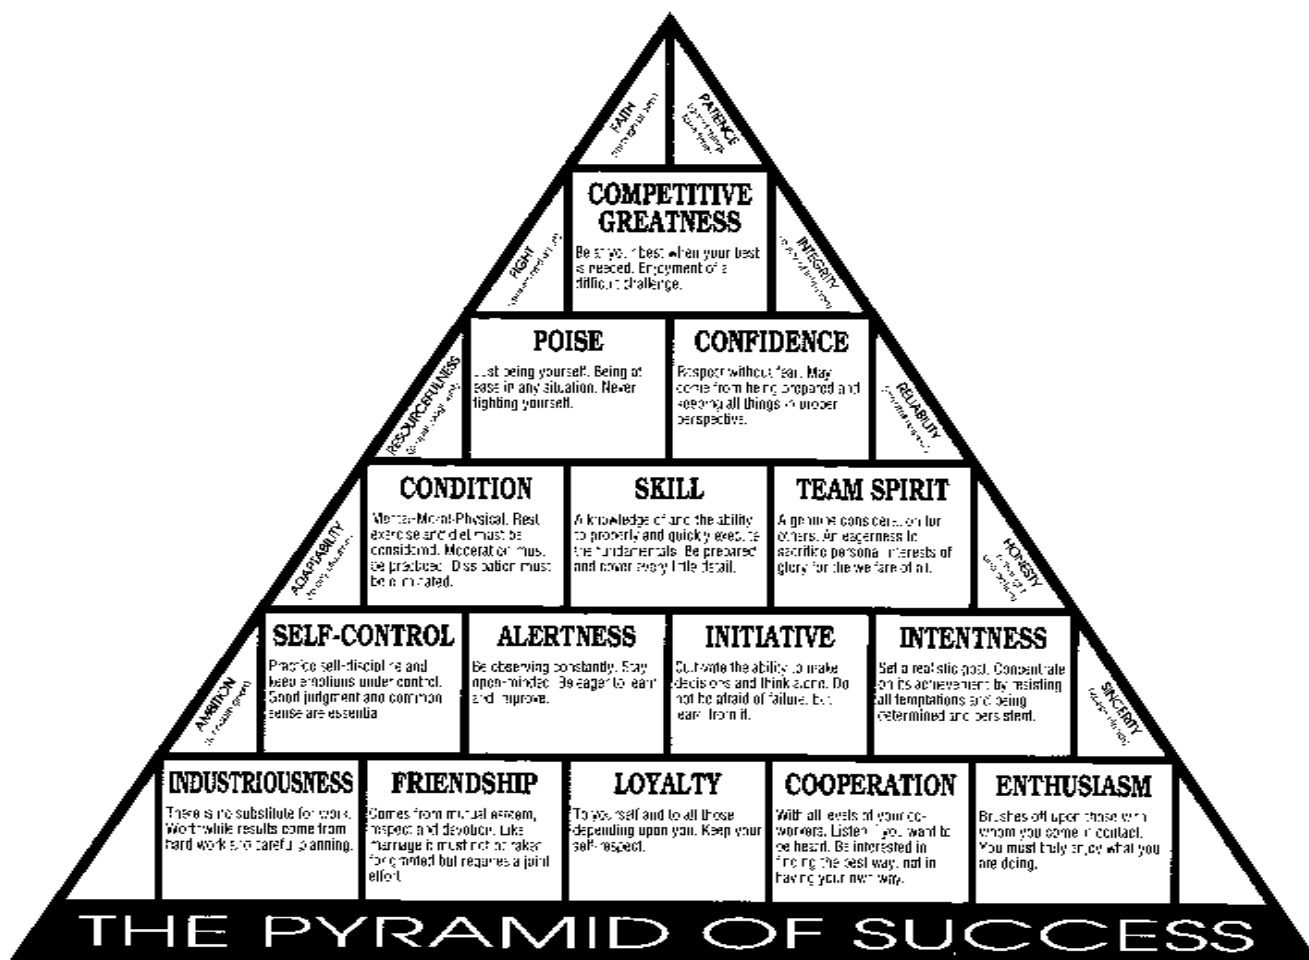 FAITH
PATIENCE
COMPETITIVE
GREATNESS
Be at your best when your best
is needed. Enjoyment of a
difficult challenge.
FIGHT
INTEGRITY
POISE
Just being yourself. Being at
ease in any situation. Never
fighting yourself.
CONFIDENCE
Respect without fear. May
come from being prepared and
keeping all things in proper
perspective.
RESOURCEFULNESS
RELIABILITY
CONDITION
Mental-Moral-Physical. Rest,
exercise and diet must be
considered. Moderation must
be practiced. Dissipation must
be eliminated.
SKILL
A knowledge of and the ability
to properly and quickly execute
the fundamentals. Be prepared
and cover every little detail.
TEAM SPIRIT
A genuine consideration for
others. An eagerness to
sacrifice personal interests of
glory for the welfare of all.
ADAPTABILITY
HONESTY
SELF-CONTROL
Practice self-discipline and
keep emotions under control.
Good judgment and common
sense are essential
ALERTNESS
Be observing constantly. Stay
open-minded. Be eager to learn
and improve.
INITIATIVE
Cultivate the ability to make
decisions and think alone. Do
not be afraid of failure, but
learn from it.
INTENTNESS
Set a realistic goal. Concentrate
on its achievement by resisting
all temptations and being
determined and persistent.
AMBITION
SINCERITY
INDUSTRIOUSNESS
There is no substitute for work.
Worthwhile results come from
hard work and careful planning.
FRIENDSHIP
Comes from mutual esteem,
respect and devotion. Like
marriage it must not be taken
for granted but requires a joint
effort.
LOYALTY
To yourself and to all those
depending upon you. Keep your
self-respect.
COOPERATION
With all levels of your co-
workers. Listen if you want to
be heard. Be interested in
finding the best way, not in
having your own way.
ENTHUSIASM
Brushes off upon those with
whom you come in contact.
You must truly enjoy what you
are doing.
THE PYRAMID OF SUCCESS